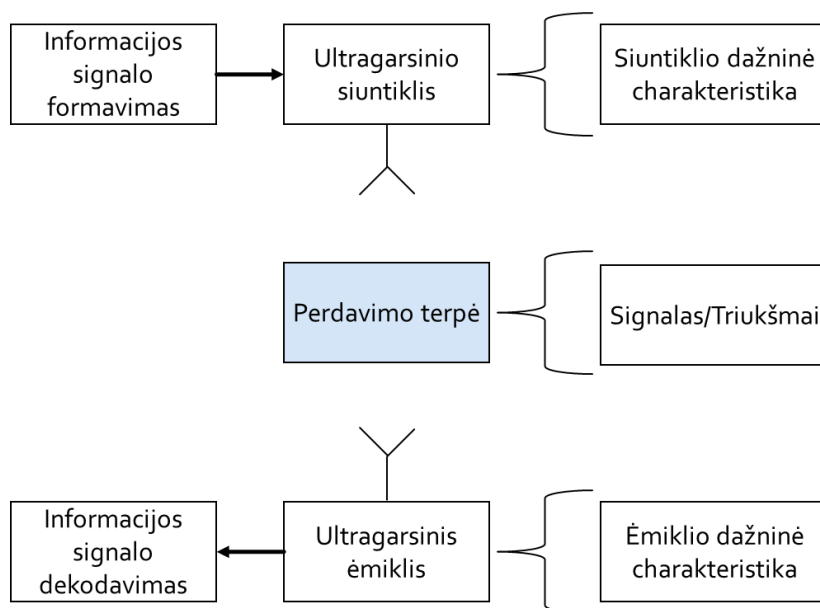 Informacijos
signalo
formavimas
Ultragarsinio
siuntiklis
Siuntiklio dažninė
charakteristika
Perdavimo terpė
Signalas/Triukšmai
Informacijos
signalo
dekodavimas
Ultragarsinis
ėmiklis
Ėmiklio dažninė
charakteristika